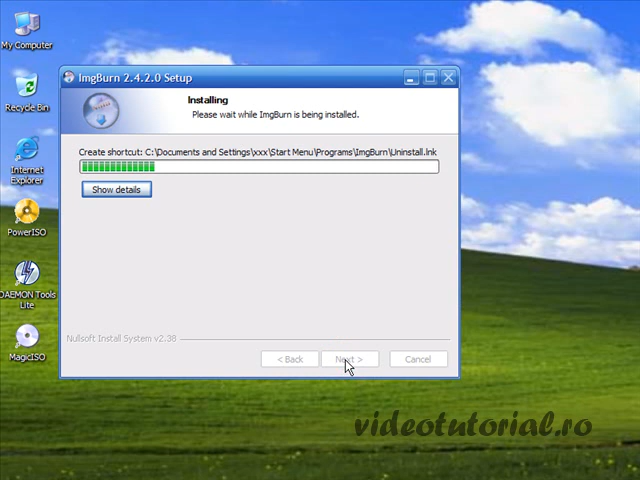 My Computer
Recycle Bin
Internet
Explorer
PowerISO
DAEMON Tools
Lite
MagicISO
ImgBurn 2.4.2.0 Setup
Installing
Please wait while ImgBurn is being installed.
Create shortcut: C:\Documents and Settings\xxx\Start Menu\Programs\ImgBurn\Uninstall.lnk
Show details
Nullsoft Install System v2.38
< Back
Next >
Cancel
videotutorial.ro